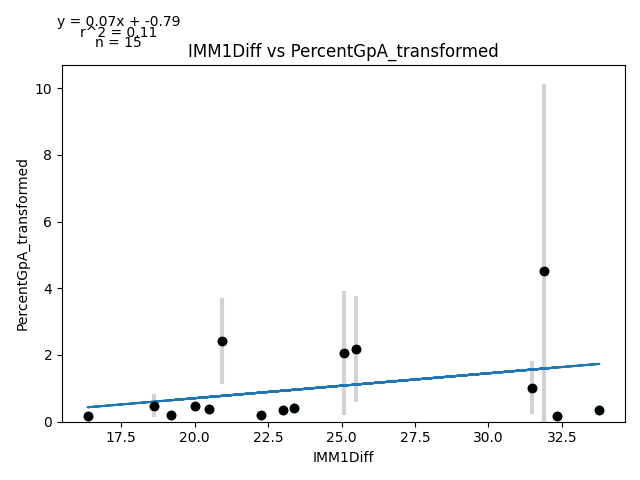 y = 0.07x + -0.79
r^2 = 0.11
n = 15
IMM1Diff vs PercentGpA_transformed
PercentGpA_transformed
10
8
6
4
2
0
17.5 20.0 22.5 25.0 27.5 30.0 32.5
IMM1Diff